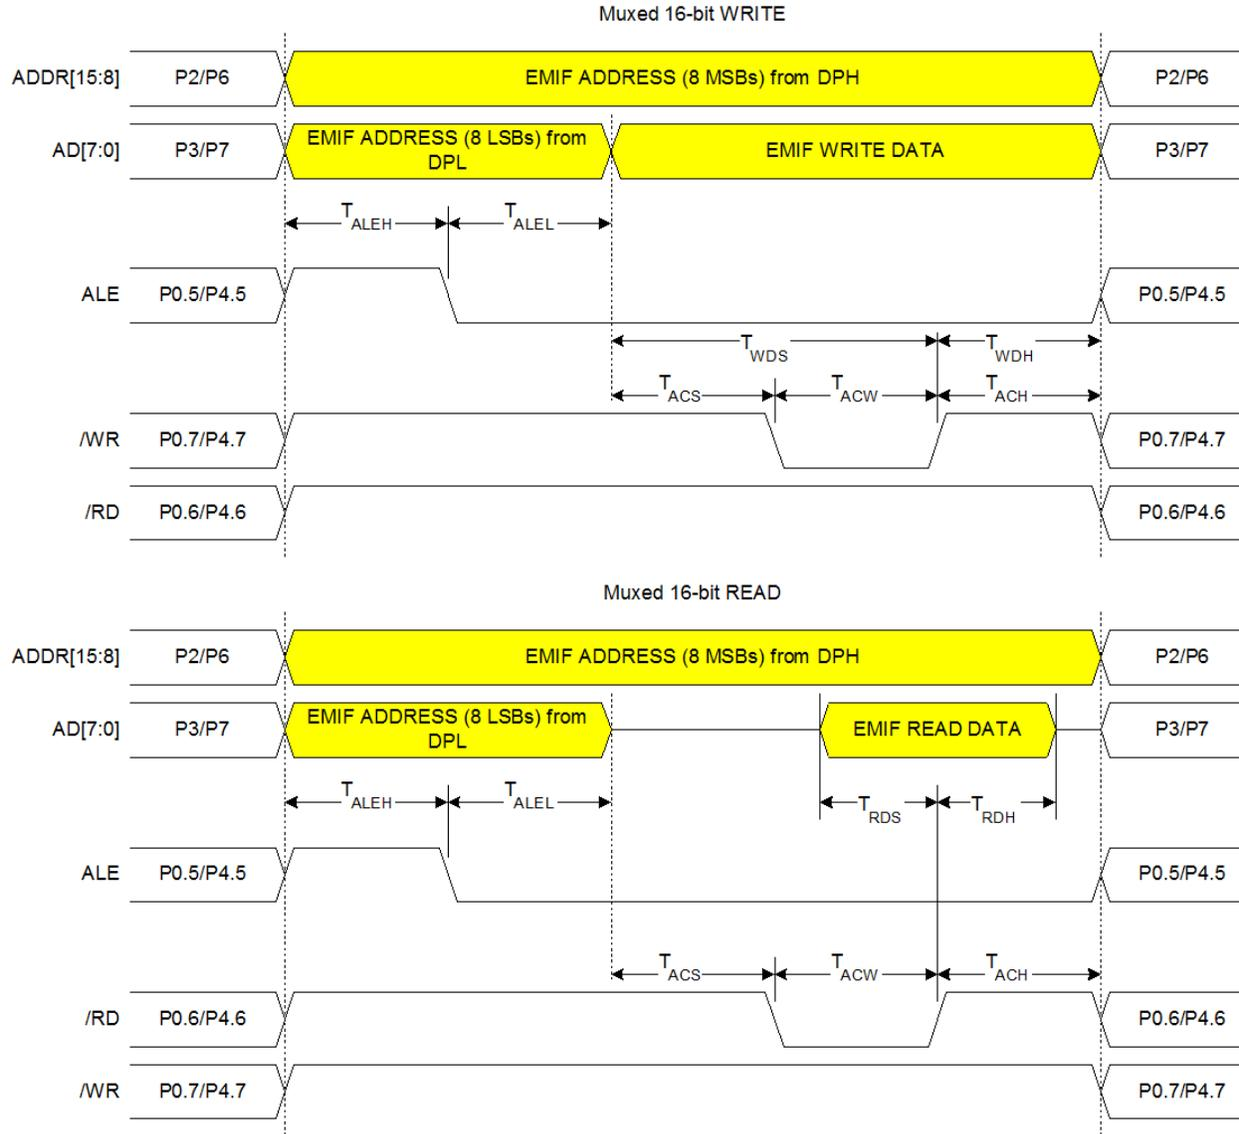 Muxed 16-bit WRITE
ADDR[15:8] P2/P6 EMIF ADDRESS (8 MSBs) from DPH P2/P6
EMIF ADDRESS (8 LSBs) from
AD[7:0] P3/P7 DPL EMIF WRITE DATA P3/P7
TALEH TALEL
ALE P0.5/P4.5 P0.5/P4.5
TWDS TWDH
TACS TACW TACH
/WR P0.7/P4.7 P0.7/P4.7
/RD P0.6/P4.6 P0.6/P4.6
Muxed 16-bit READ
ADDR[15:8] P2/P6 EMIF ADDRESS (8 MSBs) from DPH P2/P6
EMIF ADDRESS (8 LSBs) from
AD[7:0] P3/P7 DPL EMIF READ DATA P3/P7
TALEH TALEL TRDS TRDH
ALE P0.5/P4.5 P0.5/P4.5
TACS TACW TACH
/RD P0.6/P4.6 P0.6/P4.6
/WR P0.7/P4.7 P0.7/P4.7